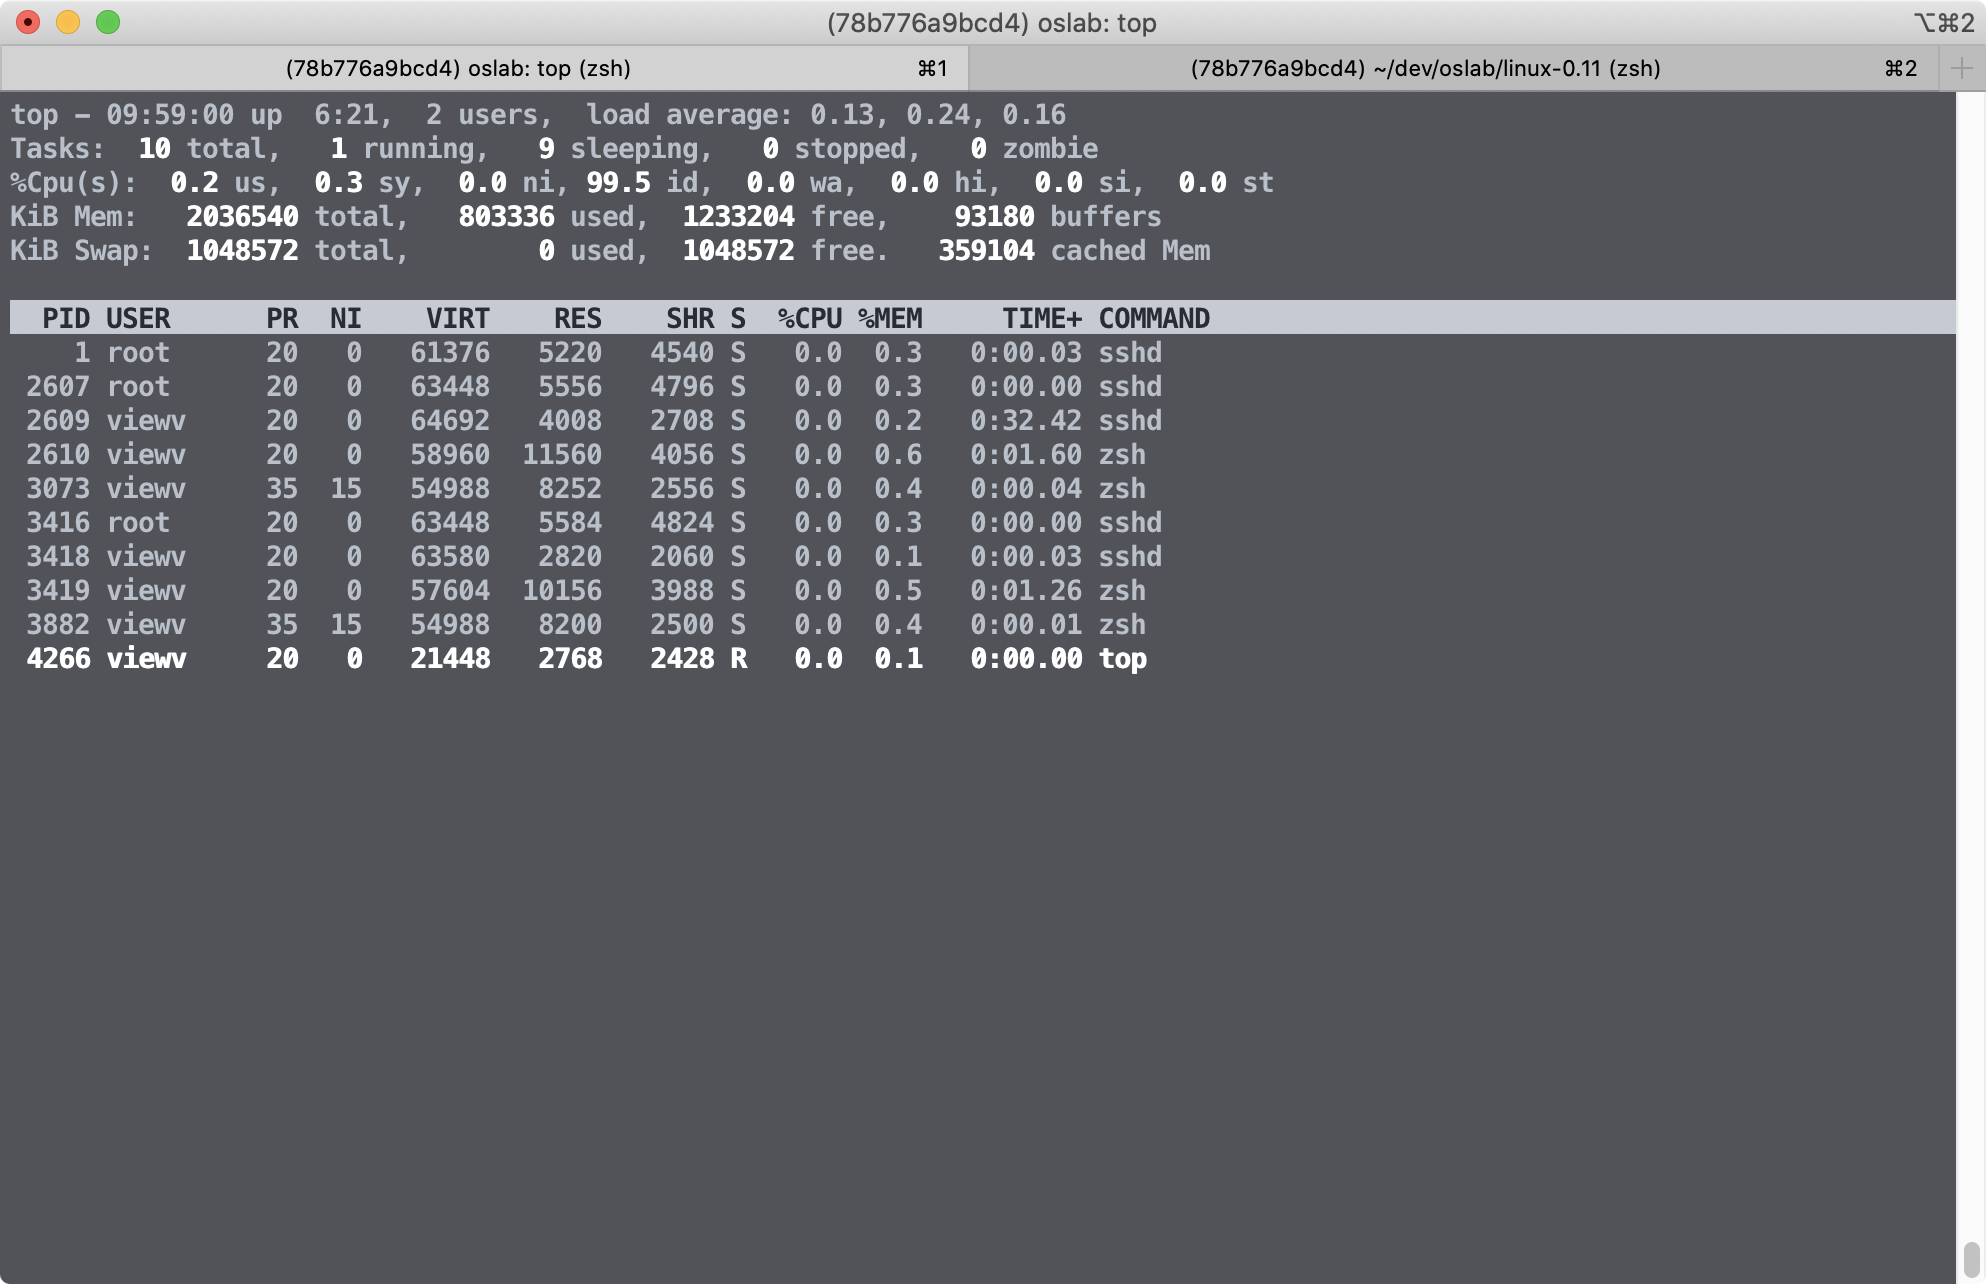 (78b776a9bcd4) oslab: top ⌥⌘2
(78b776a9bcd4) oslab: top (zsh) ⌘1 (78b776a9bcd4) ~/dev/oslab/linux-0.11 (zsh) ⌘2 +
top - 09:59:00 up  6:21,  2 users,  load average: 0.13, 0.24, 0.16
Tasks:  10 total,   1 running,   9 sleeping,   0 stopped,   0 zombie
%Cpu(s):  0.2 us,  0.3 sy,  0.0 ni, 99.5 id,  0.0 wa,  0.0 hi,  0.0 si,  0.0 st
KiB Mem:   2036540 total,   803336 used,  1233204 free,    93180 buffers
KiB Swap:  1048572 total,        0 used,  1048572 free.   359104 cached Mem
  PID USER      PR  NI    VIRT    RES    SHR S  %CPU %MEM     TIME+ COMMAND
    1 root      20   0   61376   5220   4540 S   0.0  0.3   0:00.03 sshd
 2607 root      20   0   63448   5556   4796 S   0.0  0.3   0:00.00 sshd
 2609 viewv     20   0   64692   4008   2708 S   0.0  0.2   0:32.42 sshd
 2610 viewv     20   0   58960  11560   4056 S   0.0  0.6   0:01.60 zsh
 3073 viewv     35  15   54988   8252   2556 S   0.0  0.4   0:00.04 zsh
 3416 root      20   0   63448   5584   4824 S   0.0  0.3   0:00.00 sshd
 3418 viewv     20   0   63580   2820   2060 S   0.0  0.1   0:00.03 sshd
 3419 viewv     20   0   57604  10156   3988 S   0.0  0.5   0:01.26 zsh
 3882 viewv     35  15   54988   8200   2500 S   0.0  0.4   0:00.01 zsh
 4266 viewv     20   0   21448   2768   2428 R   0.0  0.1   0:00.00 top